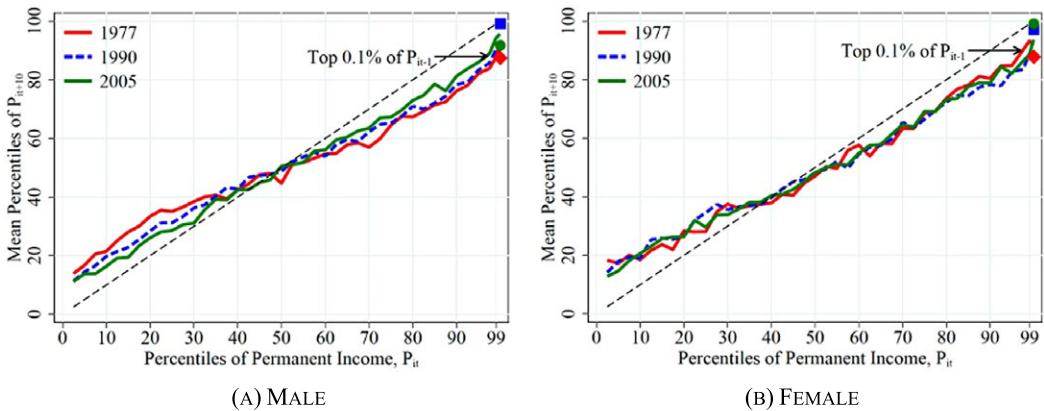 1977
1990
2005
Top 0.1% of Pit-1
Mean Percentiles of Pit+10
0 20 40 60 80 100
0 10 20 30 40 50 60 70 80 90 99
Percentiles of Permanent Income, Pit
(A) MALE
1977
1990
2005
Top 0.1% of Pit-1
Mean Percentiles of Pit+10
0 20 40 60 80 100
0 10 20 30 40 50 60 70 80 90 99
Percentiles of Permanent Income, Pit
(B) FEMALE